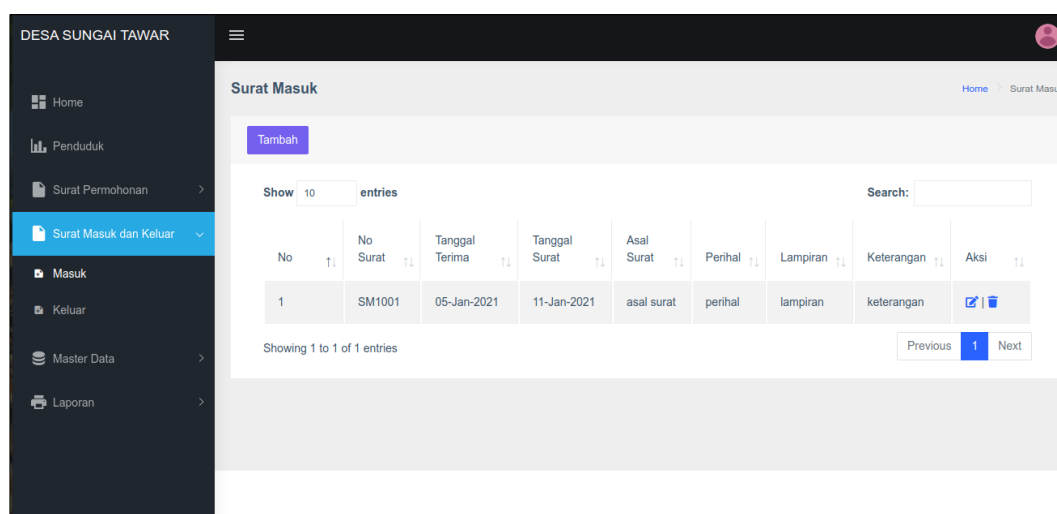 DESA SUNGAI TAWAR
Home
Penduduk
Surat Permohonan
Surat Masuk dan Keluar
Masuk
Keluar
Master Data
Laporan
Surat Masuk
Home > Surat Masu
Tambah
Show 10 entries
Search:
No
No Surat
Tanggal Terima
Tanggal Surat
Asal Surat
Perihal
Lampiran
Keterangan
Aksi
1 SM1001 05-Jan-2021 11-Jan-2021 asal surat perihal lampiran keterangan |
Showing 1 to 1 of 1 entries
Previous 1 Next